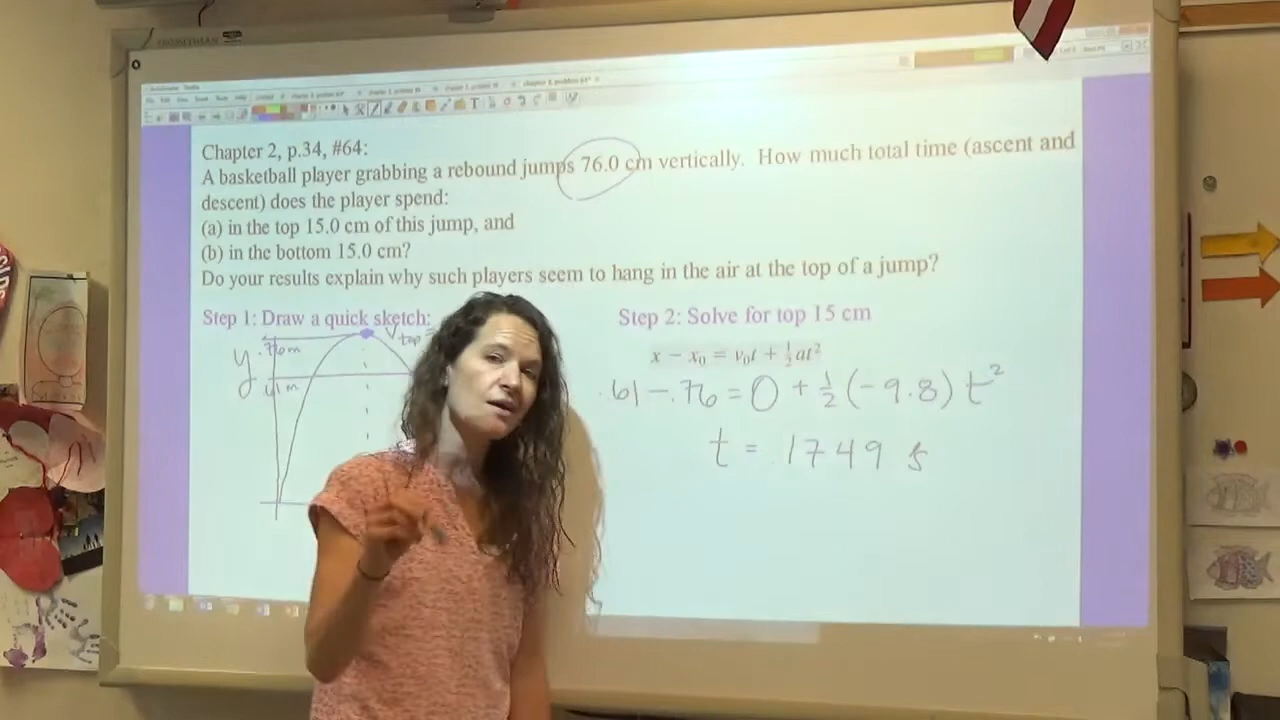 Chapter 2, p.34, #64:
A basketball player grabbing a rebound jumps 76.0 cm vertically. How much total time (ascent and
descent) does the player spend:
(a) in the top 15.0 cm of this jump, and
(b) in the bottom 15.0 cm?
Do your results explain why such players seem to hang in the air at the top of a jump?
Step 1: Draw a quick sketch:
Vtop=
y
.76m
.61m
Step 2: Solve for top 15 cm
x − x₀ = v₀t + ½at²
.61 − .76 = 0 + ½(−9.8)t²
t = .1749 s